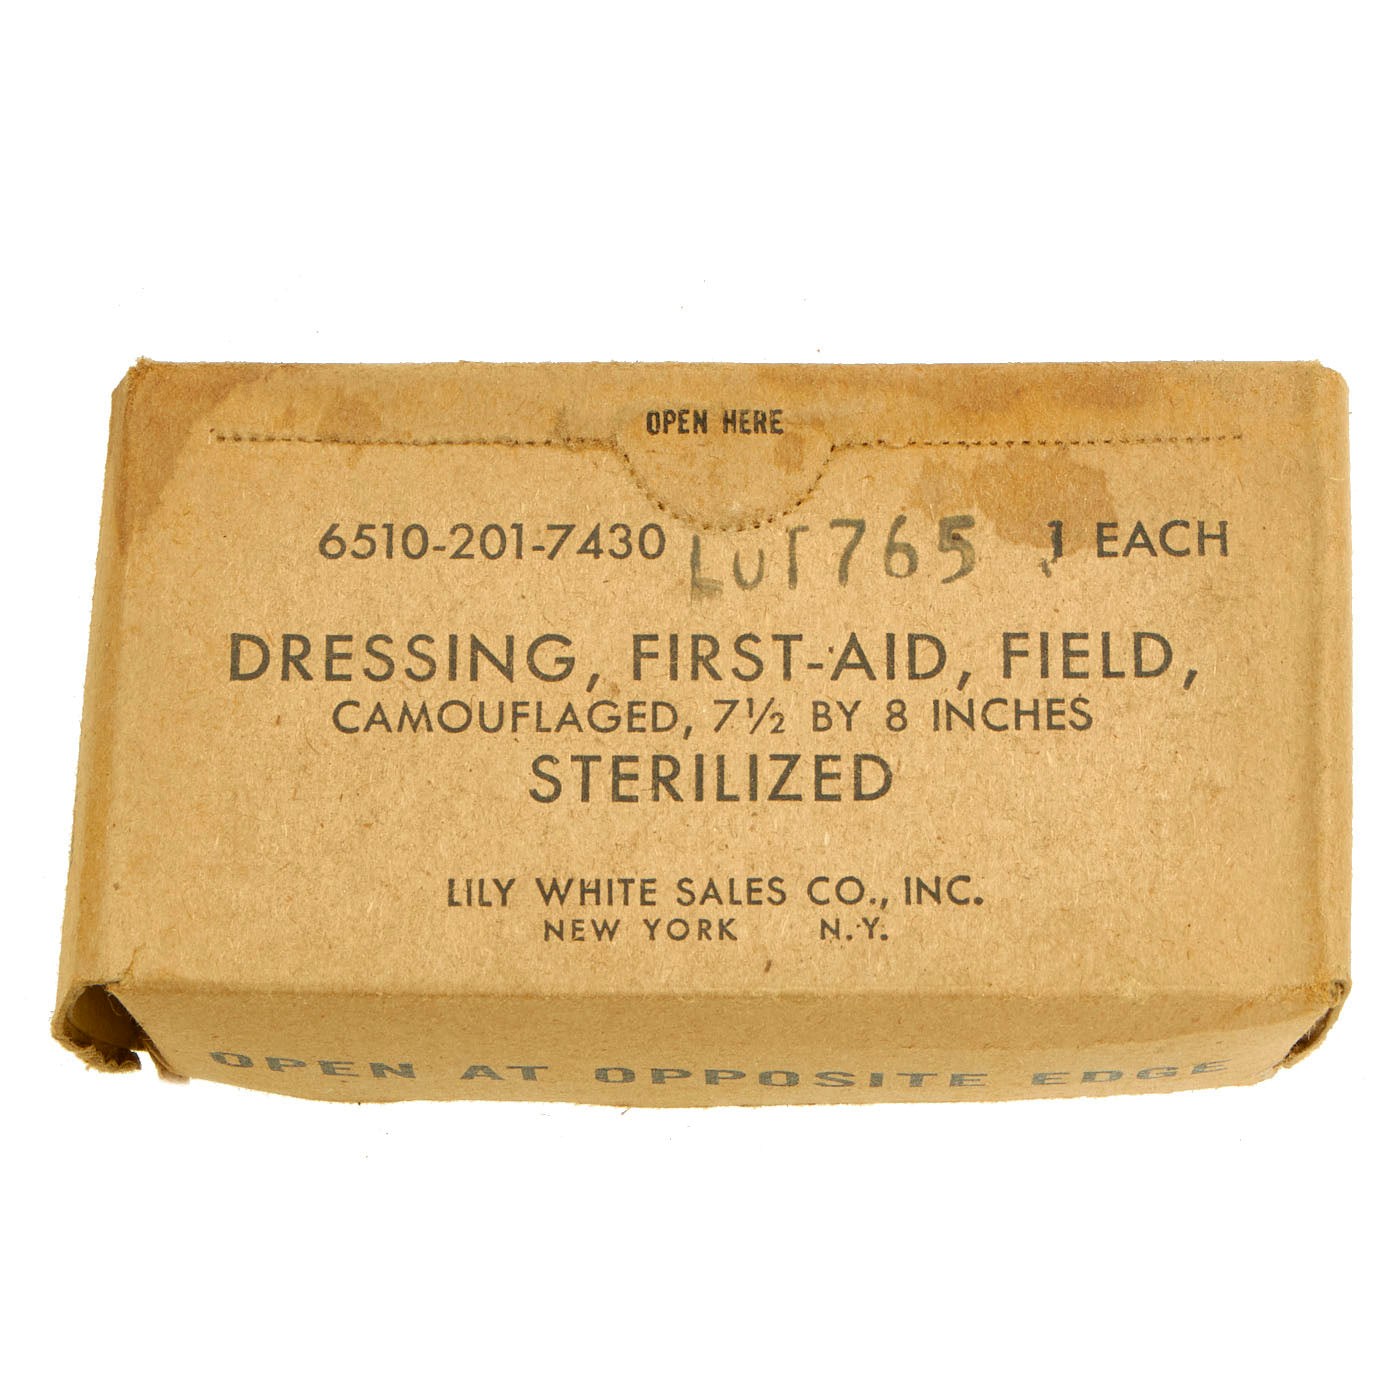 OPEN HERE
6510-201-7430 LOT 765 1 EACH
DRESSING, FIRST-AID, FIELD,
CAMOUFLAGED, 7½ BY 8 INCHES
STERILIZED
LILY WHITE SALES CO., INC.
NEW YORK N.Y.
OPEN AT OPPOSITE EDGE